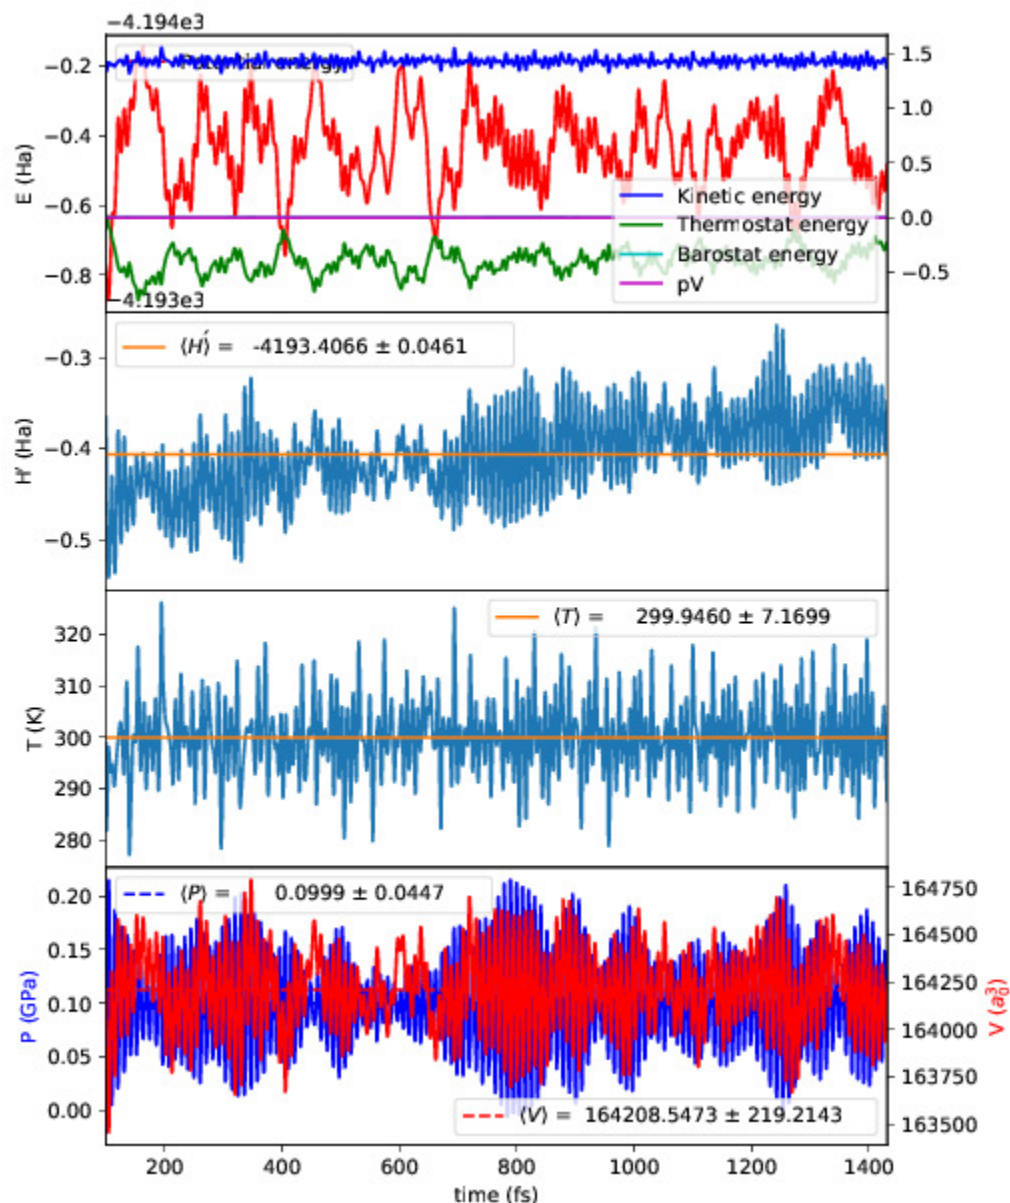 −4.194e3
Potential energy
−0.2
−0.4
−0.6
−0.8
E (Ha)
1.5
1.0
0.5
0.0
−0.5
Kinetic energy
Thermostat energy
Barostat energy
pV
−4.193e3
⟨H′⟩ = -4193.4066 ± 0.0461
−0.3
−0.4
−0.5
H′ (Ha)
⟨T⟩ = 299.9460 ± 7.1699
320
310
300
290
280
T (K)
⟨P⟩ = 0.0999 ± 0.0447
0.20
0.15
0.10
0.05
0.00
P (GPa)
164750
164500
164250
164000
163750
163500
V (a₀³)
⟨V⟩ = 164208.5473 ± 219.2143
200 400 600 800 1000 1200 1400
time (fs)